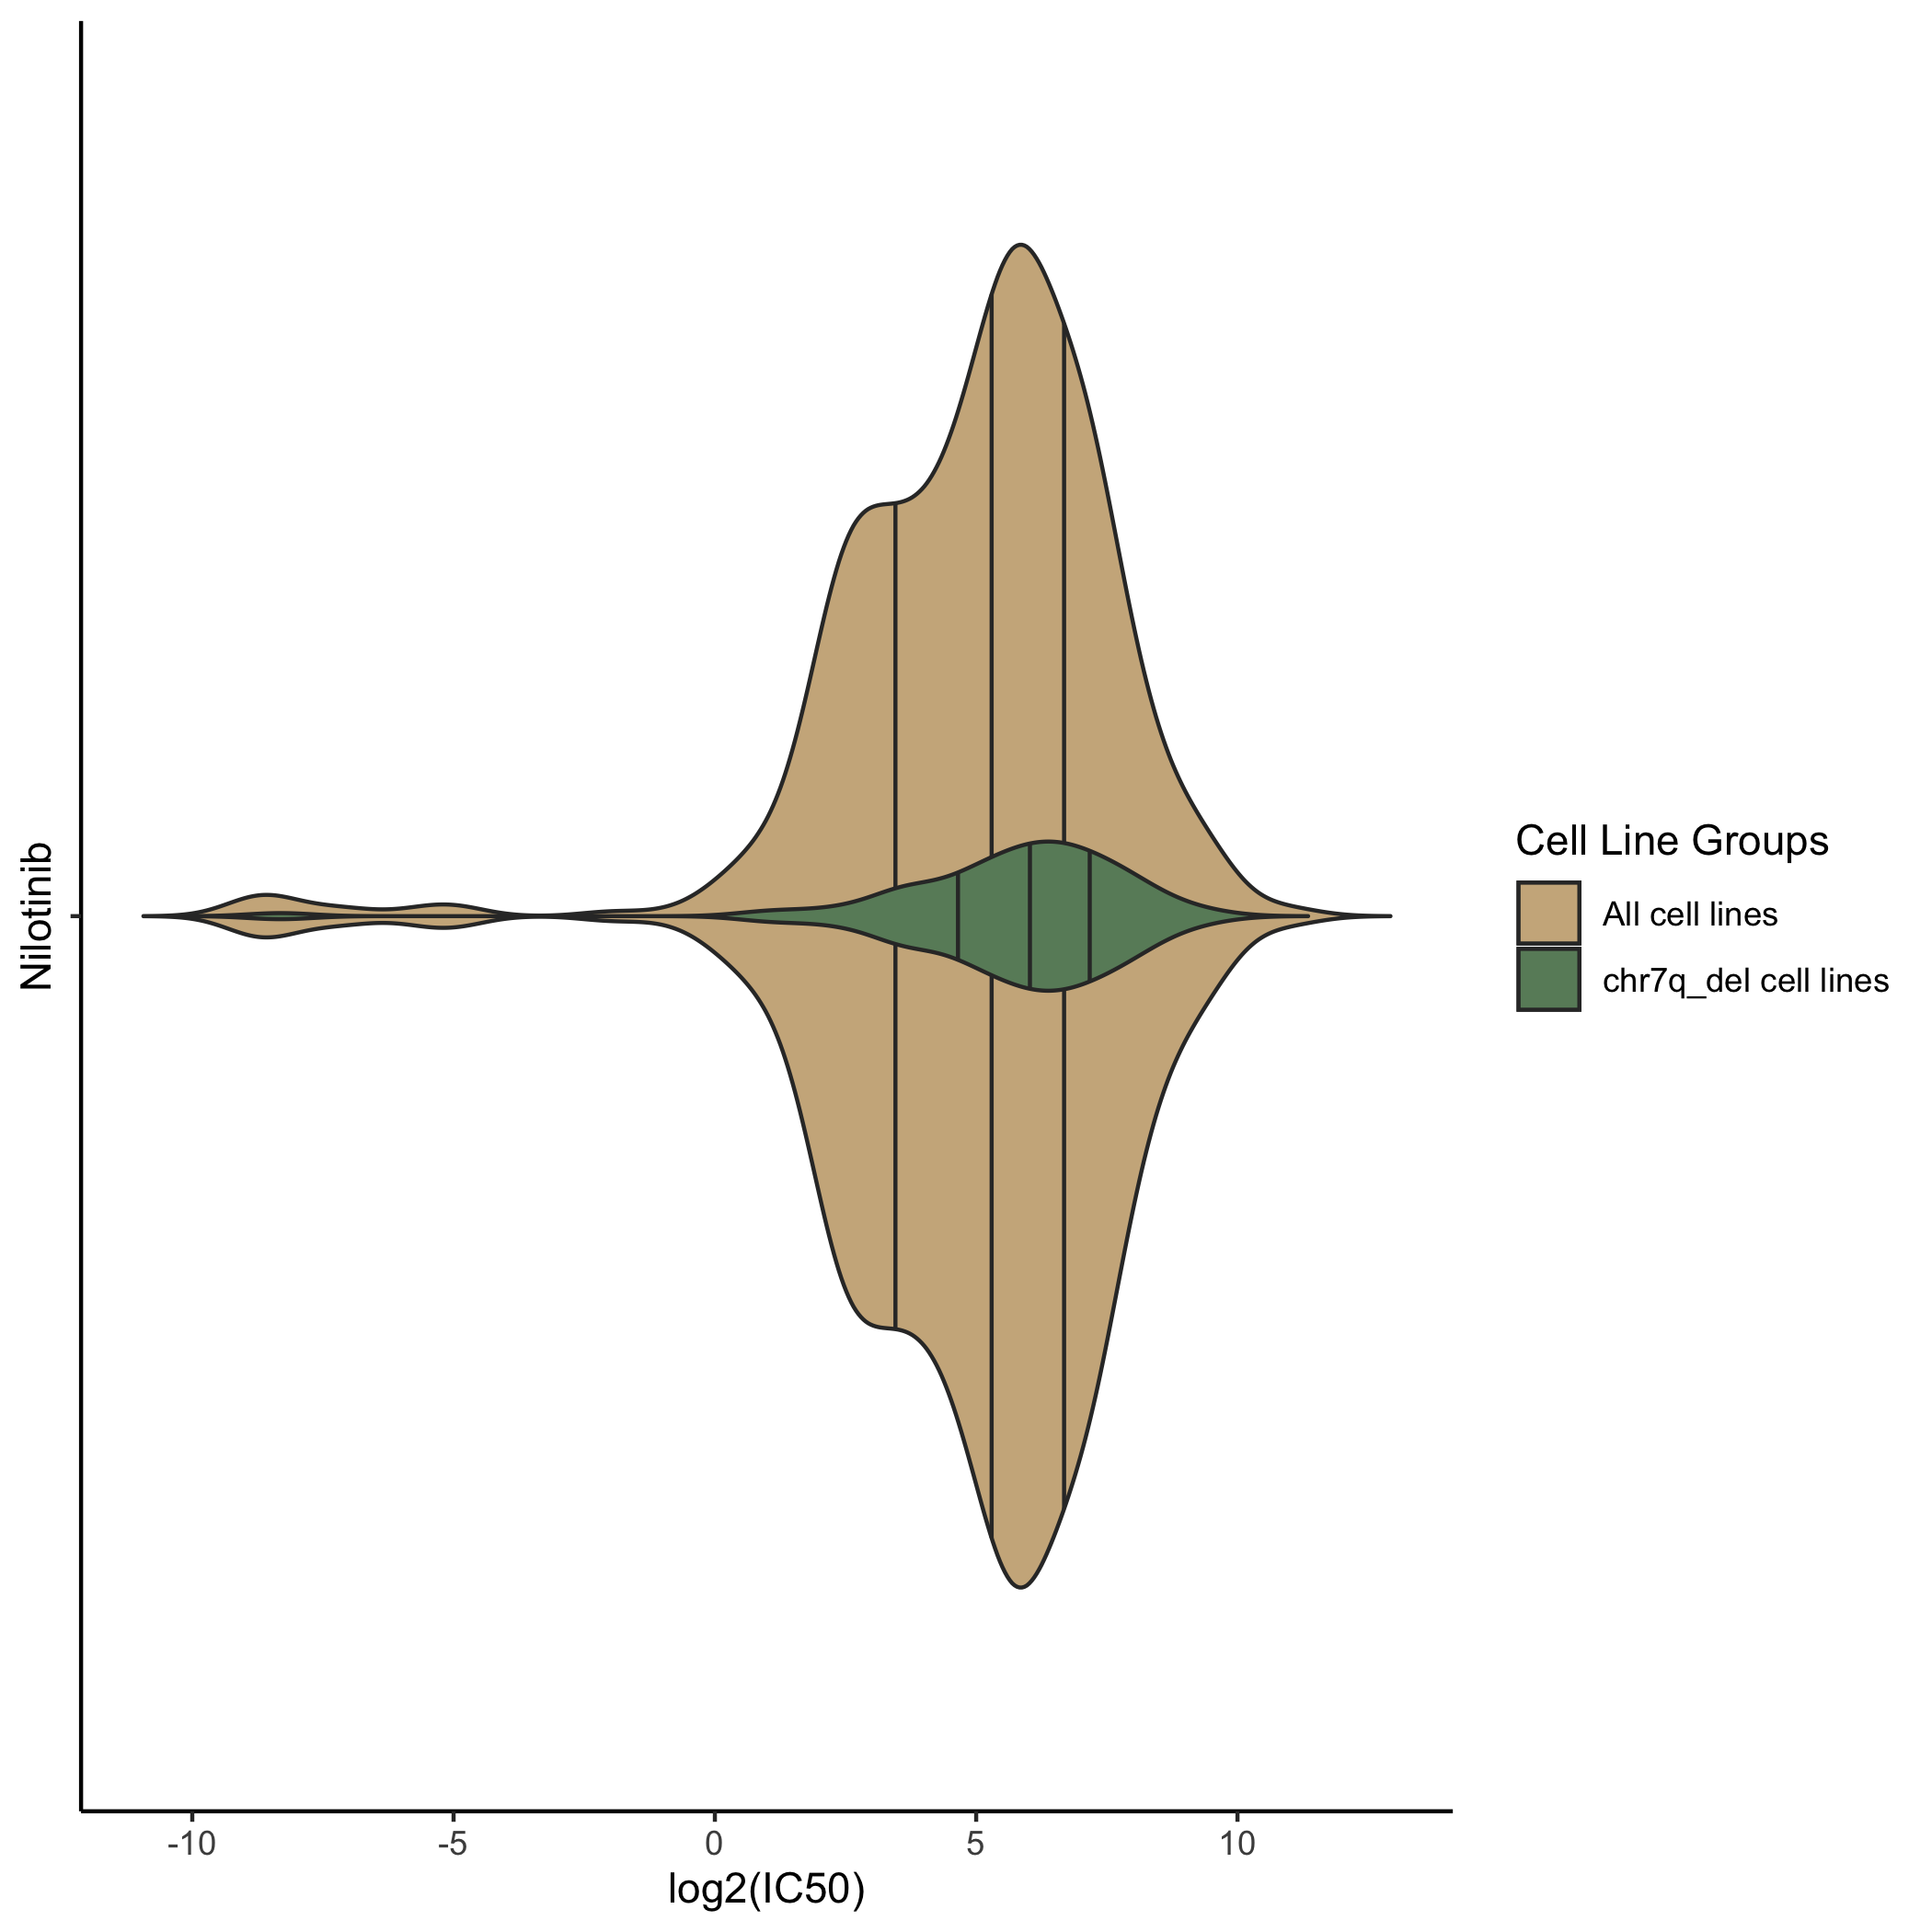 Nilotinib
-10
-5
0
5
10
log2(IC50)
Cell Line Groups
All cell lines
chr7q_del cell lines